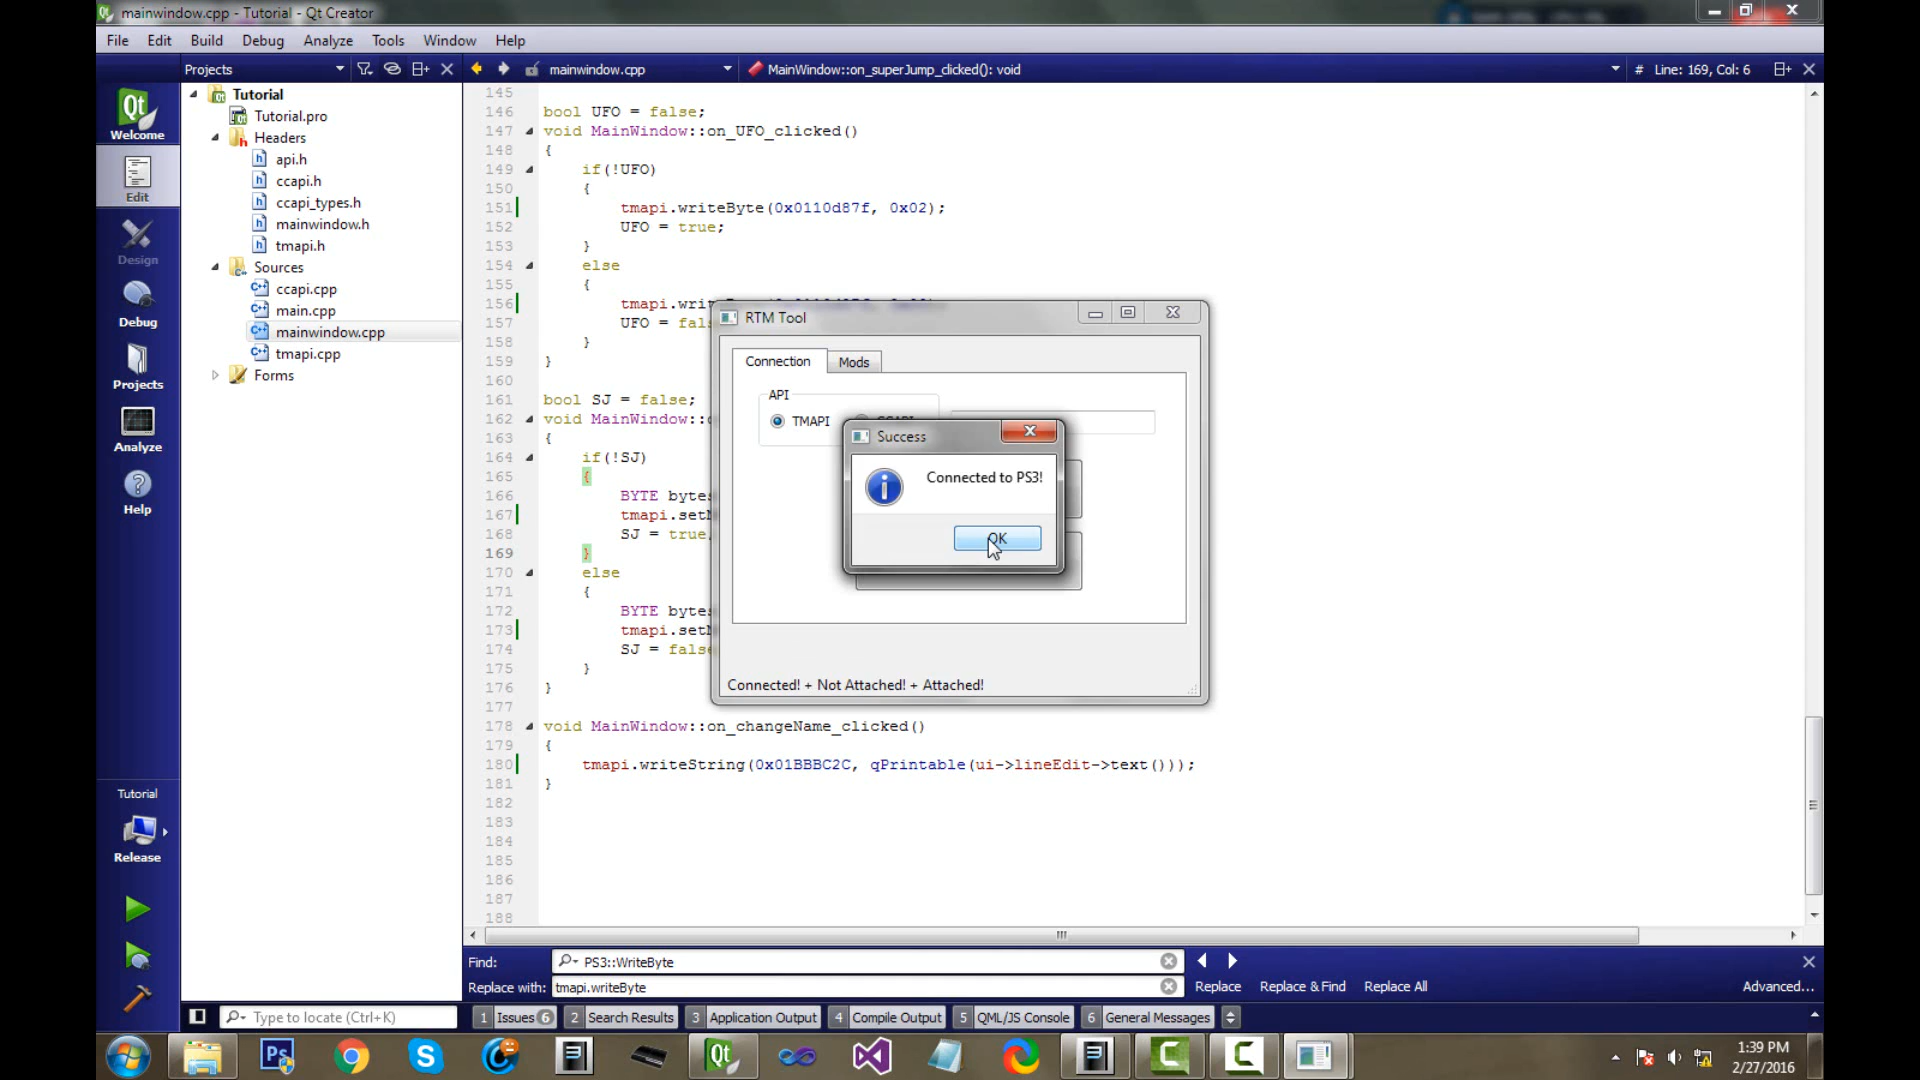 mainwindow.cpp - Tutorial - Qt Creator
File Edit Build Debug Analyze Tools Window Help
Projects mainwindow.cpp MainWindow::on_superJump_clicked(): void # Line: 169, Col: 6
Welcome
Edit
Design
Debug
Projects
Analyze
Help
Tutorial
Release
Tutorial
Tutorial.pro
Headers
api.h
ccapi.h
ccapi_types.h
mainwindow.h
tmapi.h
Sources
ccapi.cpp
main.cpp
mainwindow.cpp
tmapi.cpp
Forms
145
146 bool UFO = false;
147 void MainWindow::on_UFO_clicked()
148 {
149 if(!UFO)
150 {
151 tmapi.writeByte(0x0110d87f, 0x02);
152 UFO = true;
153 }
154 else
155 {
156 tmapi.wri
157 UFO = fal
158 }
159 }
160
161 bool SJ = false;
162 void MainWindow::
163 {
164 if(!SJ)
165 {
166 BYTE bytes
167 tmapi.set
168 SJ = true
169 }
170 else
171 {
172 BYTE bytes
173 tmapi.set
174 SJ = false
175 }
176 }
177
178 void MainWindow::on_changeName_clicked()
179 {
180 tmapi.writeString(0x01BBBC2C, qPrintable(ui->lineEdit->text()));
181 }
182
183
184
185
186
187
188
RTM Tool
Connection Mods
API
TMAPI
Success
Connected to PS3!
OK
Connected! + Not Attached! + Attached!
Find: PS3::WriteByte
Replace with: tmapi.writeByte Replace Replace & Find Replace All Advanced...
Type to locate (Ctrl+K) 1 Issues 6 2 Search Results 3 Application Output 4 Compile Output 5 QML/JS Console 6 General Messages
1:39 PM
2/27/2016